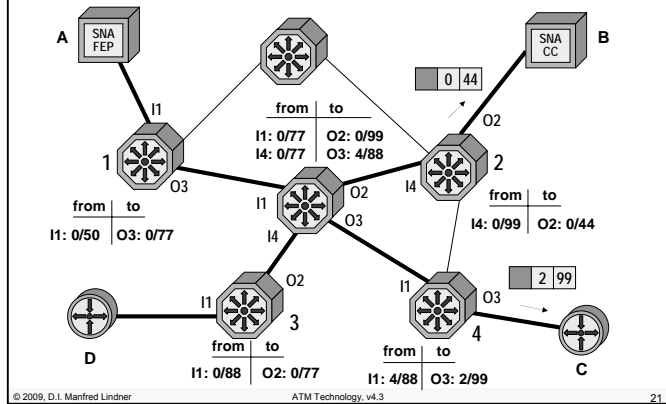 A
SNA
FEP
SNA
CC
B
0 44
I1
from to
I1: 0/77 O2: 0/99
I4: 0/77 O3: 4/88
O2
1
O3
I1
O2
I4
2
from to
I1: 0/50 O3: 0/77
I4
O3
from to
I4: 0/99 O2: 0/44
2 99
I1
O2
I1
O3
D
3
4
C
from to
I1: 0/88 O2: 0/77
from to
I1: 4/88 O3: 2/99
© 2009, D.I. Manfred Lindner
ATM Technology, v4.3
21